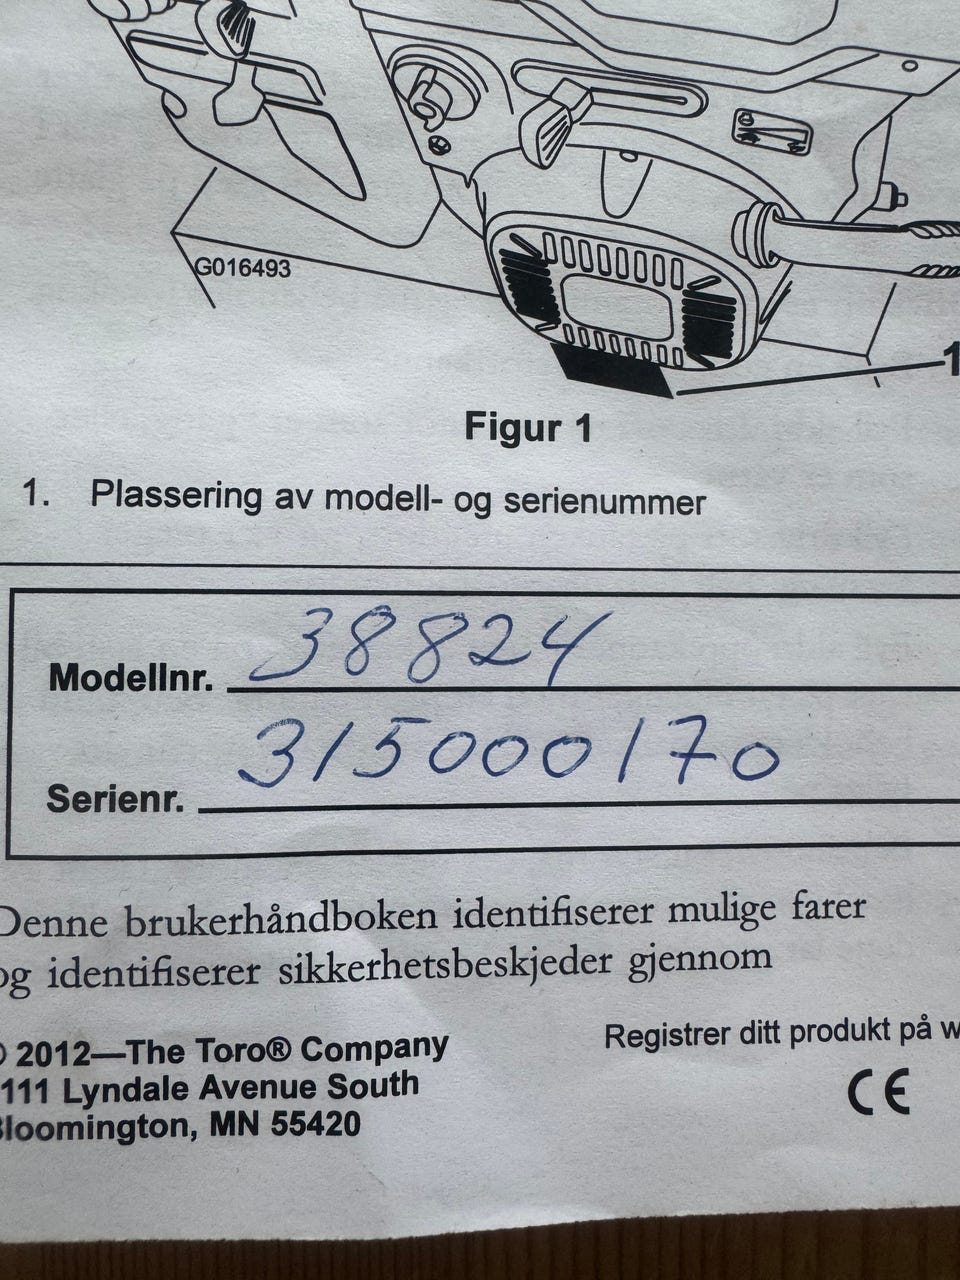 G016493
1
Figur 1
1. Plassering av modell- og serienummer
Modellnr. 38824
Serienr. 315000170
Denne brukerhåndboken identifiserer mulige farer
og identifiserer sikkerhetsbeskjeder gjennom
© 2012—The Toro® Company
111 Lyndale Avenue South
Bloomington, MN 55420
Registrer ditt produkt på w
CE